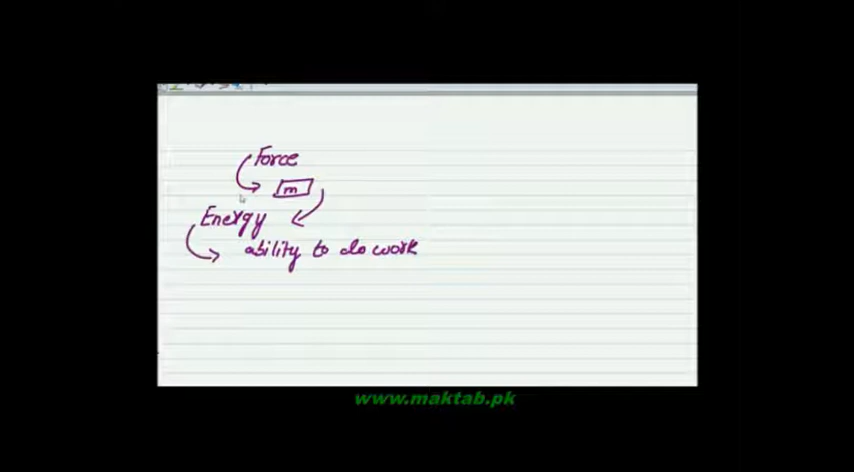 Force
m
Energy
ability to do work
www.maktab.pk